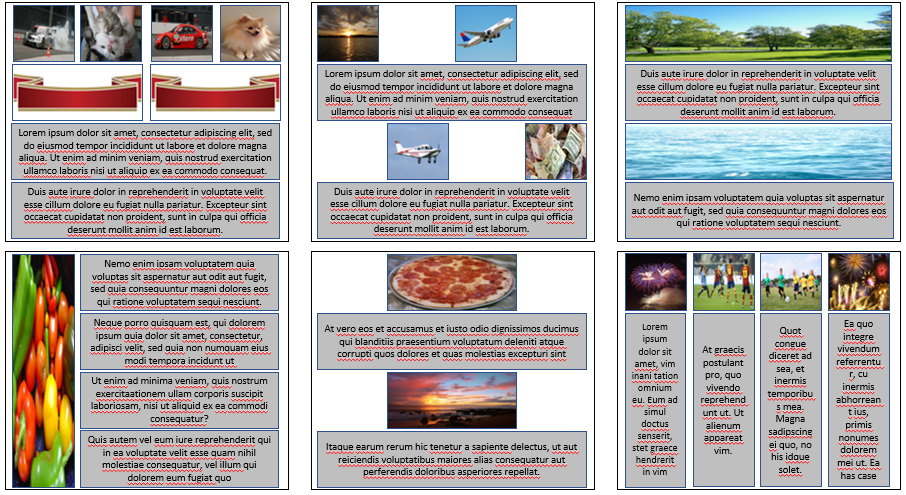 Lorem ipsum dolor sit amet, consectetur adipiscing elit, sed
do eiusmod tempor incididunt ut labore et dolore magna
aliqua. Ut enim ad minim veniam, quis nostrud exercitation
ullamco laboris nisi ut aliquip ex ea commodo consequat.
Duis aute irure dolor in reprehenderit in voluptate velit
esse cillum dolore eu fugiat nulla pariatur. Excepteur sint
occaecat cupidatat non proident, sunt in culpa qui officia
deserunt mollit anim id est laborum.
Lorem ipsum dolor sit amet, consectetur adipiscing elit, sed
do eiusmod tempor incididunt ut labore et dolore magna
aliqua. Ut enim ad minim veniam, quis nostrud exercitation
ullamco laboris nisi ut aliquip ex ea commodo consequat
Duis aute irure dolor in reprehenderit in voluptate velit
esse cillum dolore eu fugiat nulla pariatur. Excepteur sint
occaecat cupidatat non proident, sunt in culpa qui officia
deserunt mollit anim id est laborum.
Duis aute irure dolor in reprehenderit in voluptate velit
esse cillum dolore eu fugiat nulla pariatur. Excepteur sint
occaecat cupidatat non proident, sunt in culpa qui officia
deserunt mollit anim id est laborum.
Nemo enim ipsam voluptatem quia voluptas sit aspernatur
aut odit aut fugit, sed quia consequuntur magni dolores eos
qui ratione voluptatem sequi nesciunt.
Nemo enim ipsam voluptatem quia
voluptas sit aspernatur aut odit aut fugit,
sed quia consequuntur magni dolores eos
qui ratione voluptatem sequi nesciunt.
Neque porro quisquam est, qui dolorem
ipsum quia dolor sit amet, consectetur,
adipisci velit, sed quia non numquam eius
modi tempora incidunt ut
Ut enim ad minima veniam, quis nostrum
exercitationem ullam corporis suscipit
laboriosam, nisi ut aliquid ex ea commodi
consequatur?
Quis autem vel eum iure reprehenderit qui
in ea voluptate velit esse quam nihil
molestiae consequatur, vel illum qui
dolorem eum fugiat quo
At vero eos et accusamus et iusto odio dignissimos ducimus
qui blanditiis praesentium voluptatum deleniti atque
corrupti quos dolores et quas molestias excepturi sint
Itaque earum rerum hic tenetur a sapiente delectus, ut aut
reiciendis voluptatibus maiores alias consequatur aut
perferendis doloribus asperiores repellat.
Lorem
ipsum
dolor sit
amet, vim
inani tation
omnium
eu. Eum ad
simul
doctus
senserit,
stet graece
hendrerit
in vim
At graecis
postulant
pro, quo
vivendo
reprehend
unt ut. Ut
alienum
appareat
vim.
Quot
congue
diceret ad
sea, et
inermis
temporibu
s mea.
Magna
sadipscing
ei quo, no
his idque
solet.
Ea quo
integre
vivendum
referrentu
r, cu
inermis
abhorrean
t ius,
primis
nonumes
dolorem
mei ut. Ea
has case